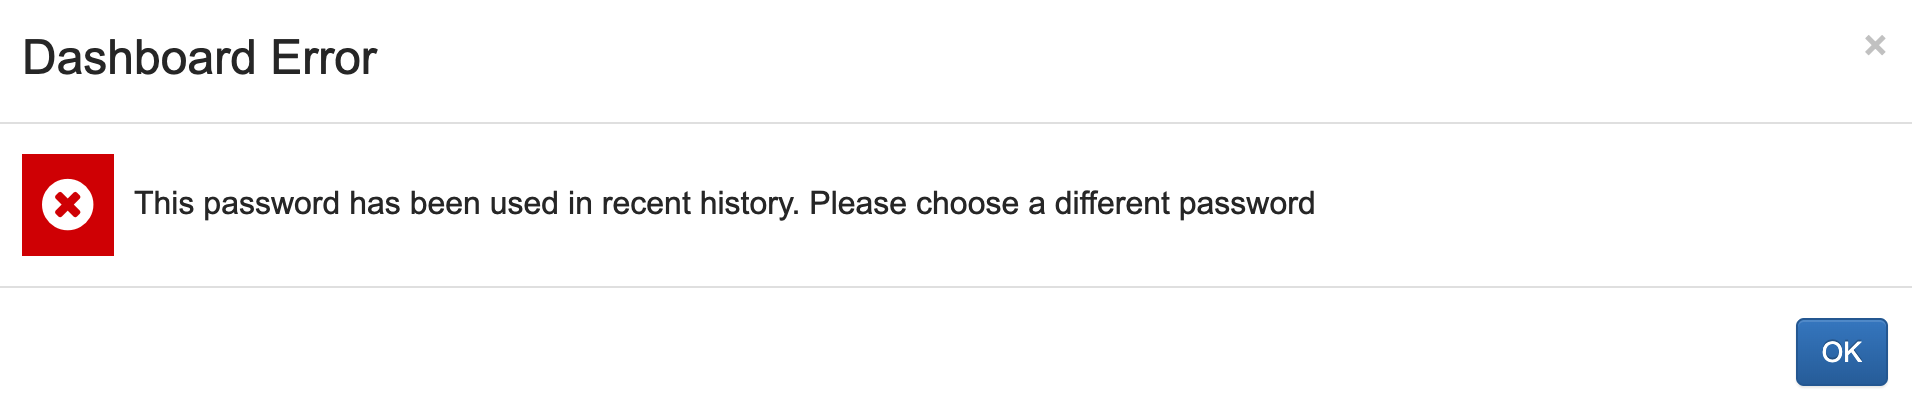 Dashboard Error
×
This password has been used in recent history. Please choose a different password
OK